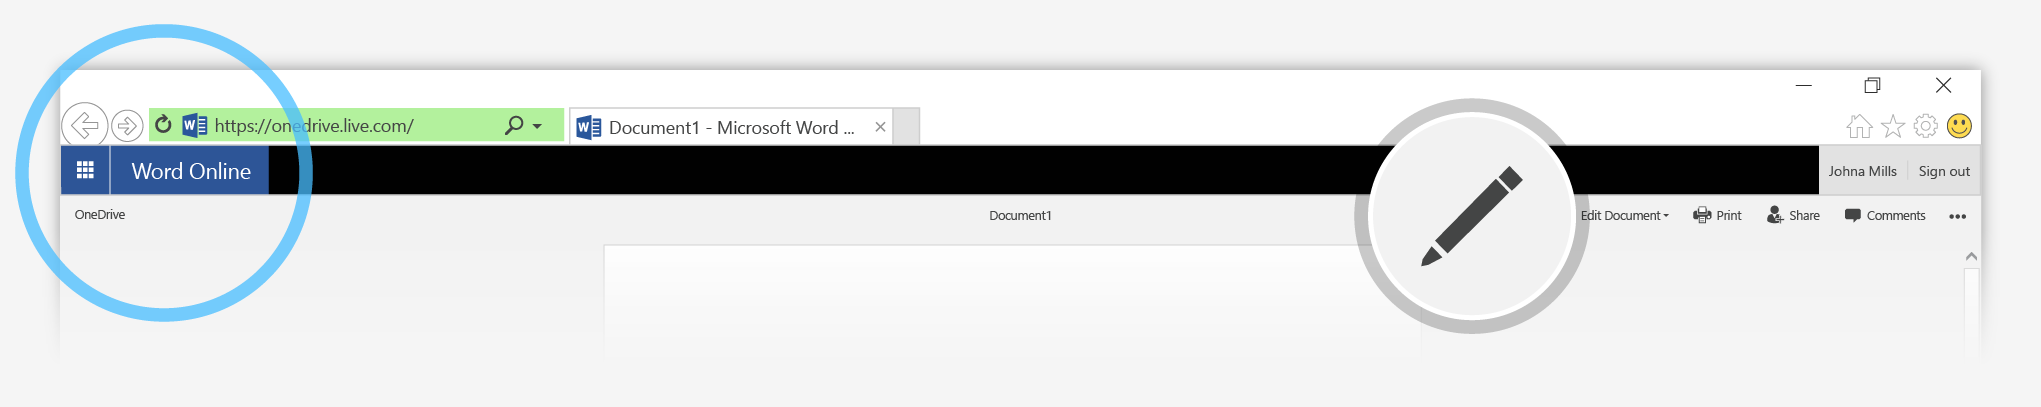 https://onedrive.live.com/
Document1 - Microsoft Word ...
Word Online
Johna Mills
Sign out
OneDrive
Document1
Edit Document
Print
Share
Comments